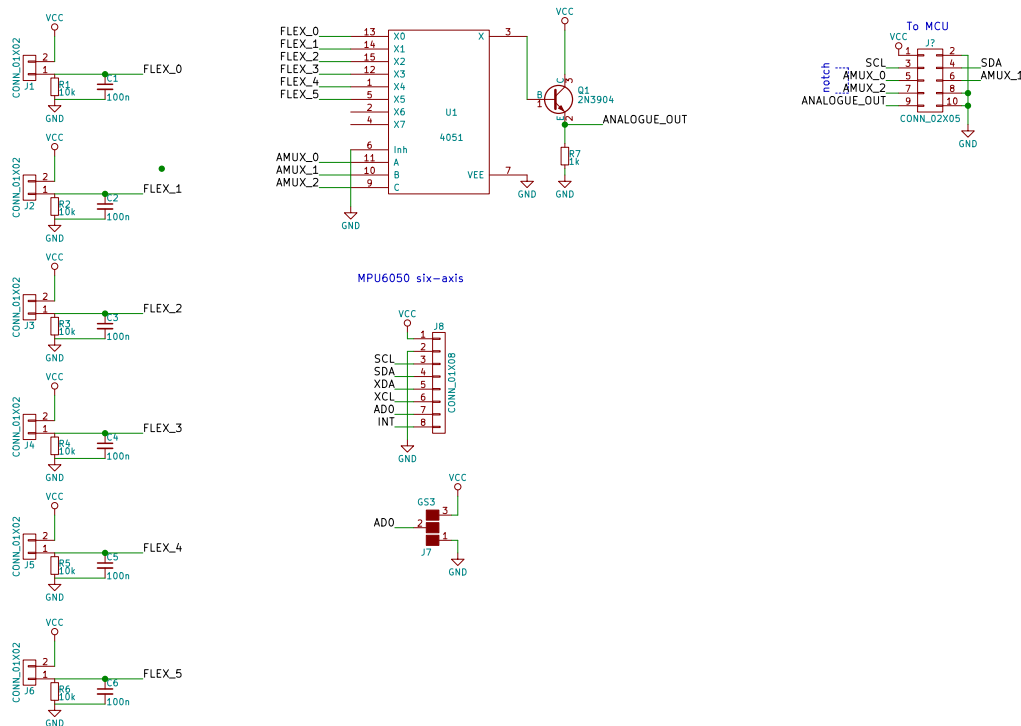 VCC
CONN_01X02
2
1
J1
R1
10k
C1
100n
FLEX_0
GND
VCC
CONN_01X02
2
1
J2
R2
10k
C2
100n
FLEX_1
GND
VCC
CONN_01X02
2
1
J3
R3
10k
C3
100n
FLEX_2
GND
VCC
CONN_01X02
2
1
J4
R4
10k
C4
100n
FLEX_3
GND
VCC
CONN_01X02
2
1
J5
R5
10k
C5
100n
FLEX_4
GND
VCC
CONN_01X02
2
1
J6
R6
10k
C6
100n
FLEX_5
GND
FLEX_0 13 X0
FLEX_1 14 X1
FLEX_2 15 X2
FLEX_3 12 X3
FLEX_4 1 X4
FLEX_5 5 X5
2 X6
4 X7
6 Inh
AMUX_0 11 A
AMUX_1 10 B
AMUX_2 9 C
GND
U1
4051
X 3
VEE 7
GND
VCC
C 3
B 1
E 2
Q1
2N3904
ANALOGUE_OUT
R7
1k
GND
MPU6050 six-axis
VCC
J8
1
2
SCL 3
SDA 4
XDA 5
XCL 6
AD0 7
INT 8
CONN_01X08
GND
VCC
GS3
3
AD0 2
1
J7
GND
To MCU
VCC
J?
notch
1 2
SCL 3 4 SDA
AMUX_0 5 6 AMUX_1
AMUX_2 7 8
ANALOGUE_OUT 9 10
CONN_02X05
GND